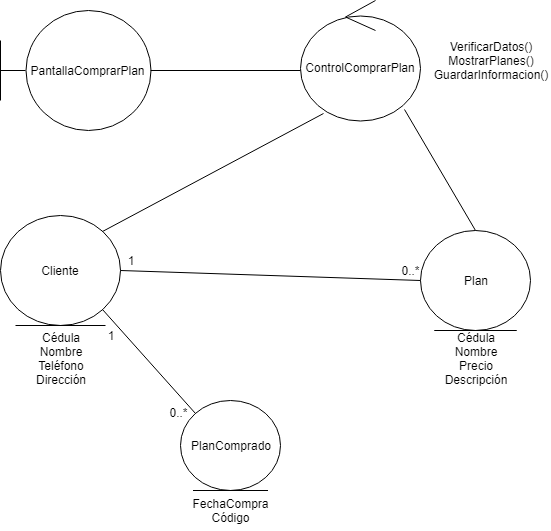 PantallaComprarPlan
ControlComprarPlan
VerificarDatos()
MostrarPlanes()
GuardarInformacion()
Cliente
1
0..*
Plan
Cédula
Nombre
Teléfono
Dirección
1
Cédula
Nombre
Precio
Descripción
0..*
PlanComprado
FechaCompra
Código